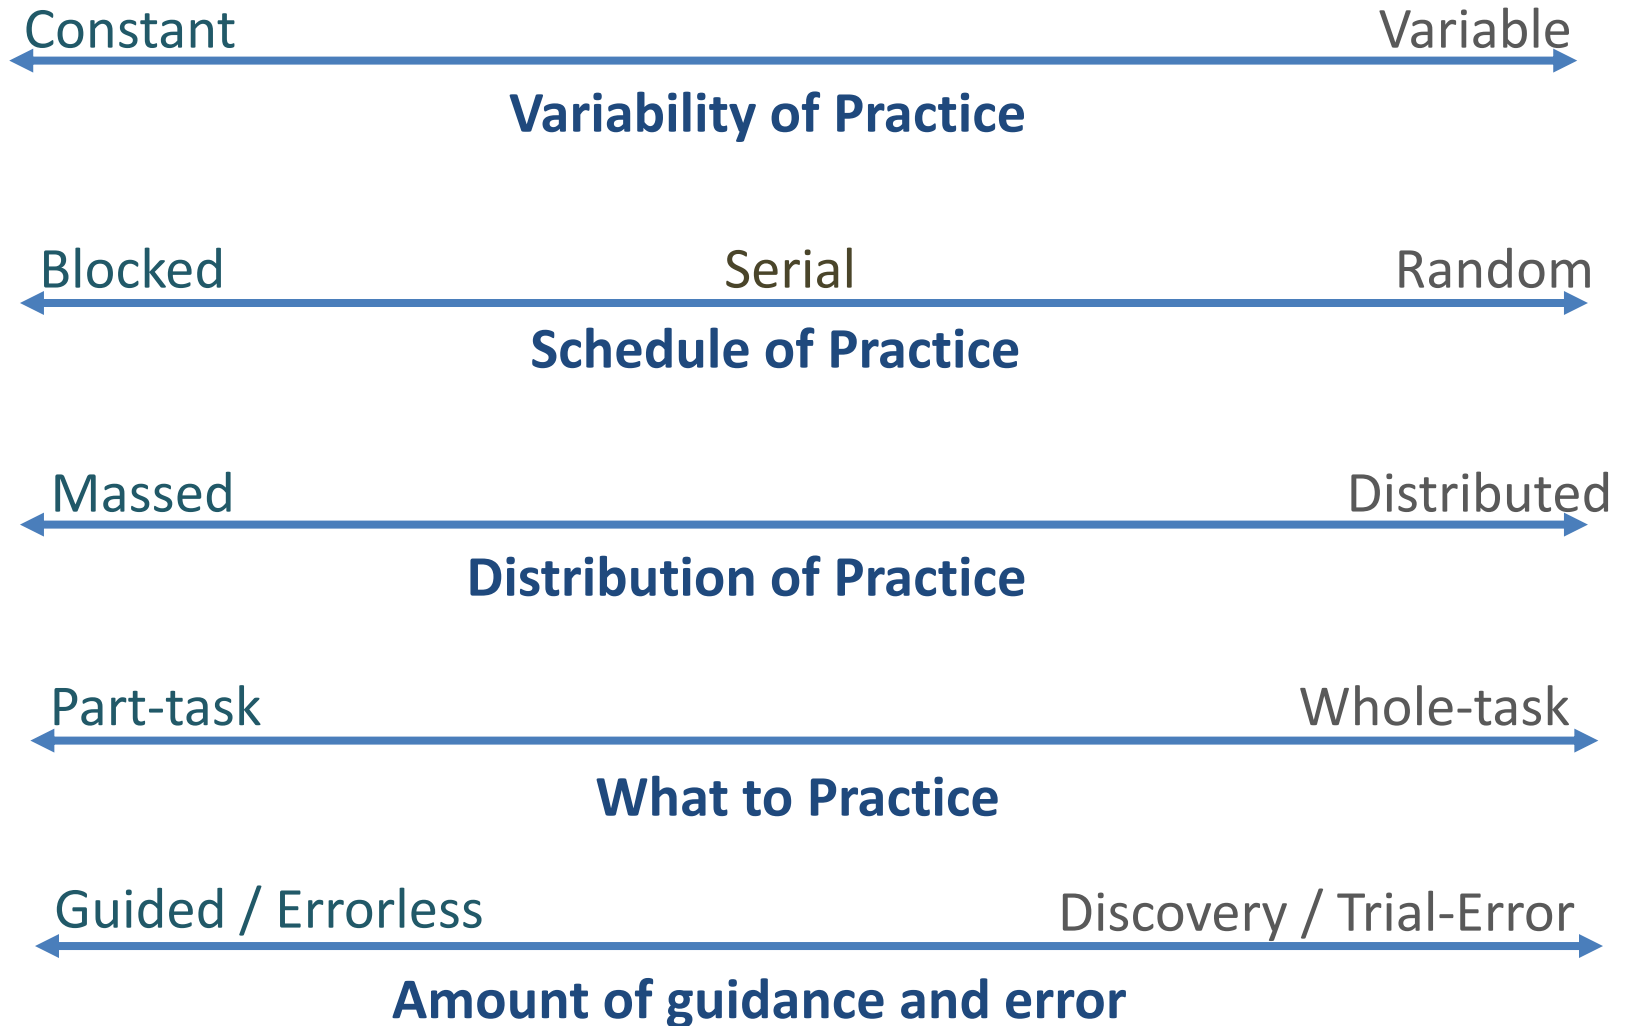 Constant Variable
Variability of Practice
Blocked Serial Random
Schedule of Practice
Massed Distributed
Distribution of Practice
Part-task Whole-task
What to Practice
Guided / Errorless Discovery / Trial-Error
Amount of guidance and error